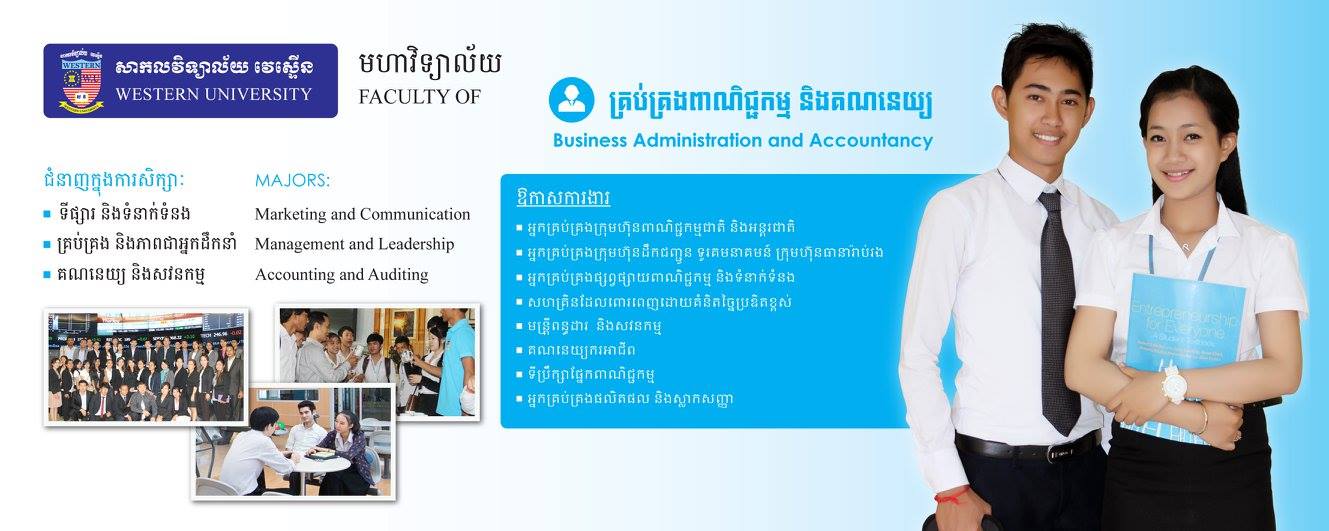 សាកលវិទ្យាល័យ វេស្ទើន
WESTERN UNIVERSITY
WESTERN
មហាវិទ្យាល័យ
FACULTY OF
គ្រប់គ្រងពាណិជ្ជកម្ម និងគណនេយ្យ
Business Administration and Accountancy
ជំនាញក្នុងការសិក្សា:
MAJORS:
ទីផ្សារ និងទំនាក់ទំនង
Marketing and Communication
គ្រប់គ្រង និងភាពជាអ្នកដឹកនាំ
Management and Leadership
គណនេយ្យ និងសវនកម្ម
Accounting and Auditing
ឱកាសការងារ
អ្នកគ្រប់គ្រងក្រុមហ៊ុនពាណិជ្ជកម្មជាតិ និងអន្តរជាតិ
អ្នកគ្រប់គ្រងក្រុមហ៊ុនដឹកជញ្ជូន ទូរគមនាគមន៍ ក្រុមហ៊ុនធានារ៉ាប់រង
អ្នកគ្រប់គ្រងផ្សព្វផ្សាយពាណិជ្ជកម្ម និងទំនាក់ទំនង
សហគ្រិនដែលពោរពេញដោយគំនិតច្នៃប្រឌិតខ្ពស់
មន្ត្រីពន្ធដារ និងសវនកម្ម
គណនេយ្យករអាជីព
ទីប្រឹក្សាផ្នែកពាណិជ្ជកម្ម
អ្នកគ្រប់គ្រងផលិតផល និងស្លាកសញ្ញា
Entrepreneurship
for Everyone
A Student Textbook